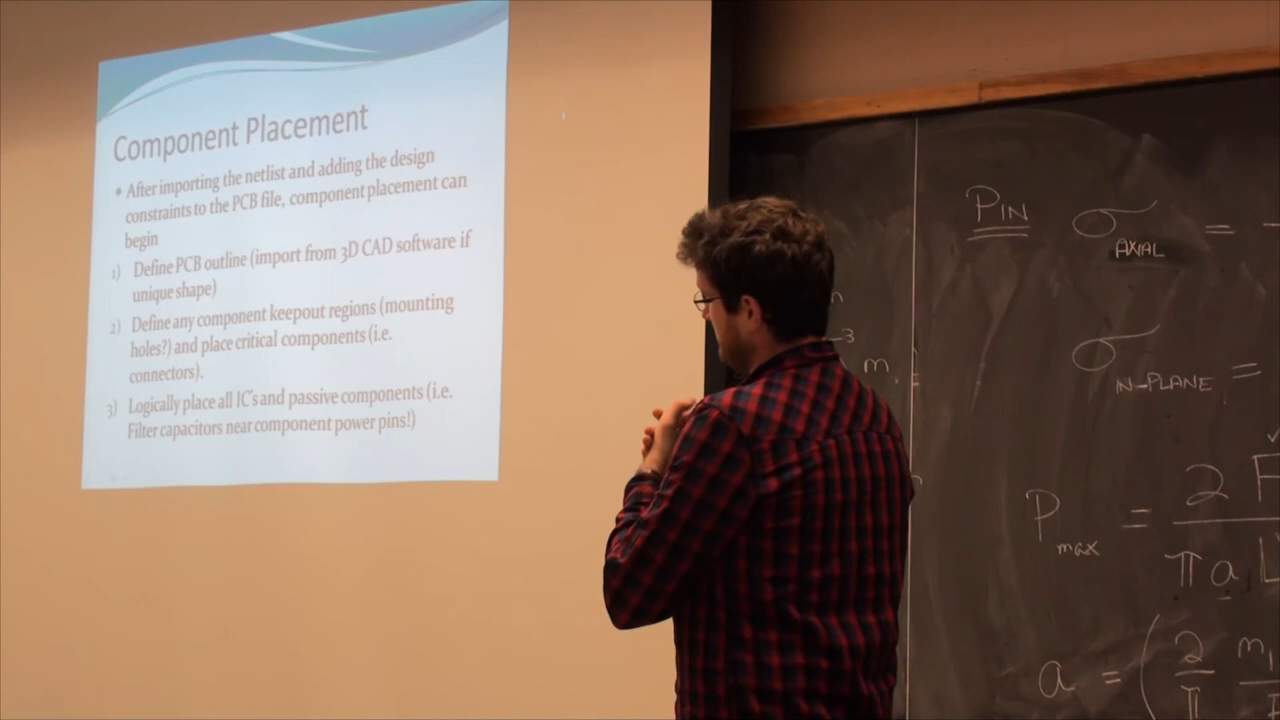 Component Placement
• After importing the netlist and adding the design
constraints to the PCB file, component placement can
begin
1) Define PCB outline (import from 3D CAD software if
unique shape)
2) Define any component keepout regions (mounting
holes?) and place critical components (i.e.
connectors).
3) Logically place all IC's and passive components (i.e.
Filter capacitors near component power pins!)
PIN
σ AXIAL =
σ IN-PLANE =
P max = 2 F
π a L
a = ( 2 m1
π
n
-3
m